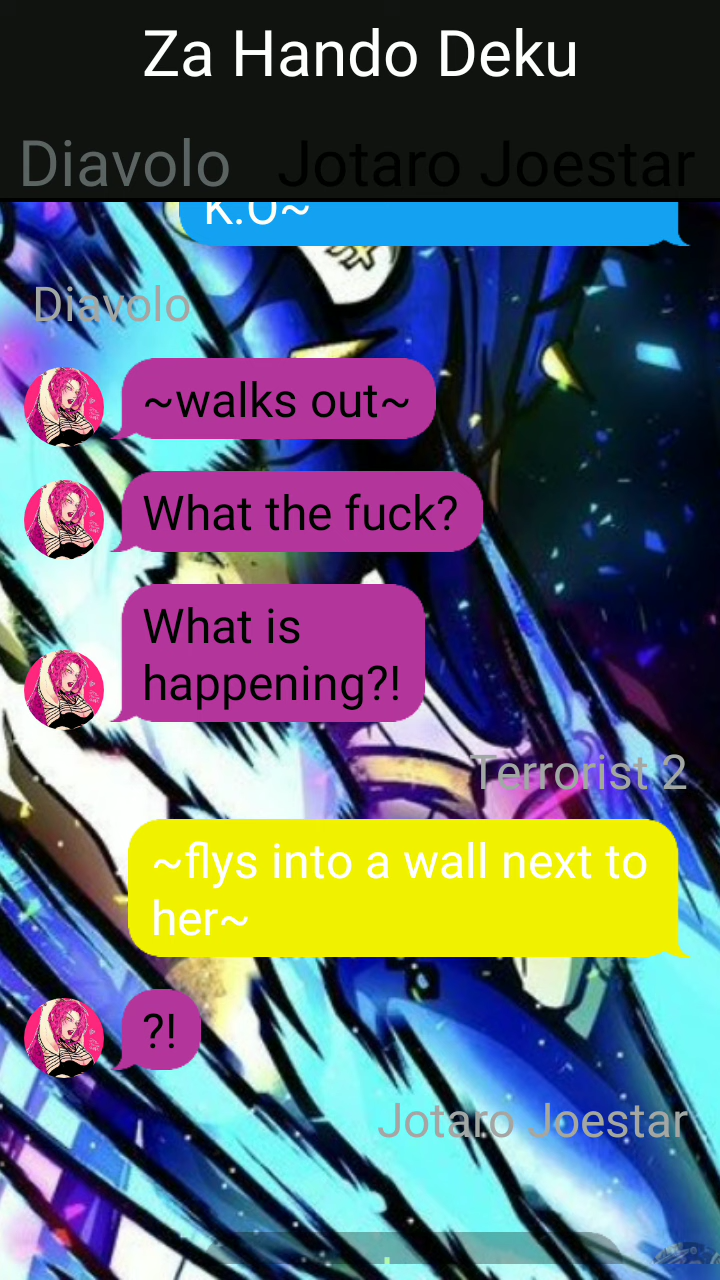 Za Hando Deku
Diavolo Jotaro Joestar
K.O~
Diavolo
~walks out~
What the fuck?
What is
happening?!
Terrorist 2
~flys into a wall next to
her~
?!
Jotaro Joestar